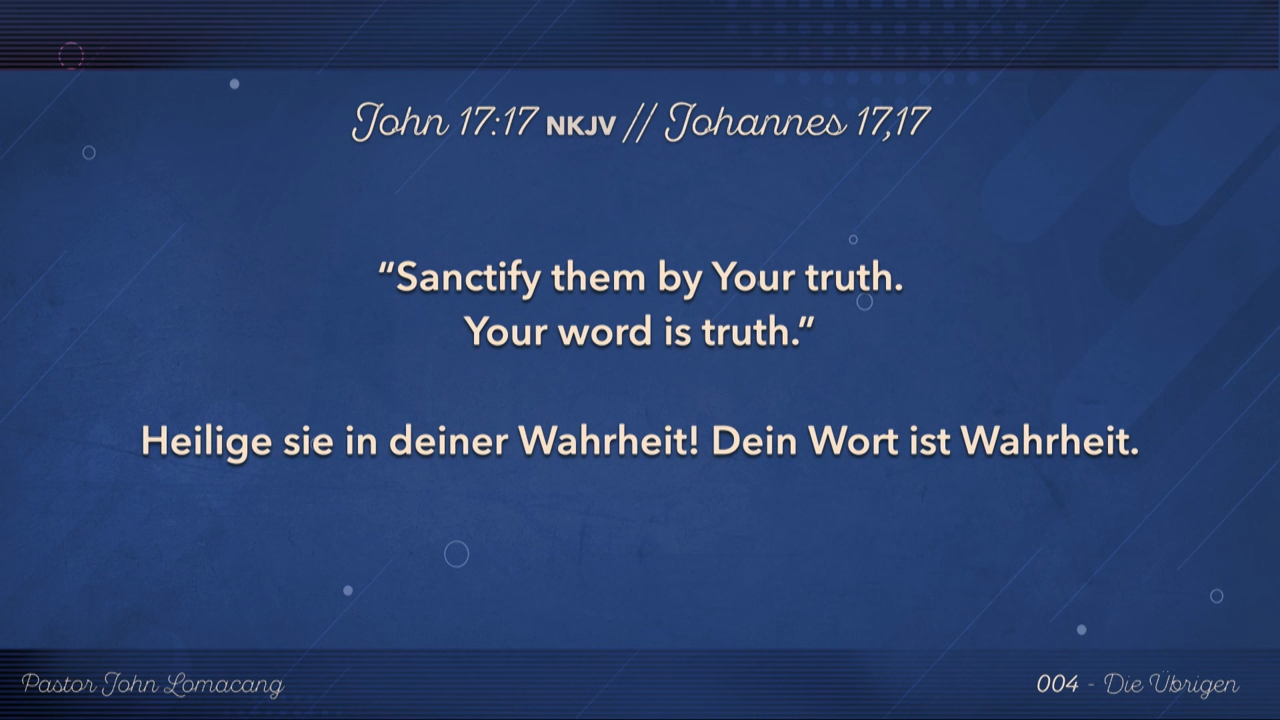 John 17:17 NKJV // Johannes 17,17
“Sanctify them by Your truth.
Your word is truth.”
Heilige sie in deiner Wahrheit! Dein Wort ist Wahrheit.
Pastor John Lomacang
004 - Die Übrigen